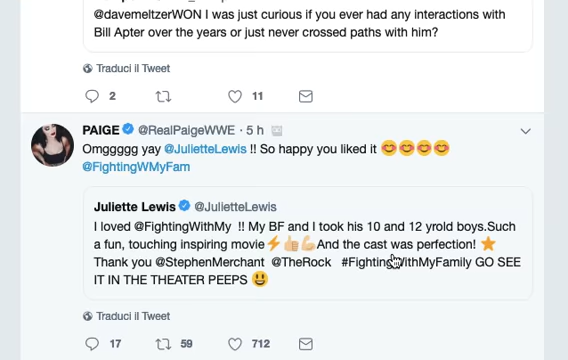 @davemeltzerWON I was just curious if you ever had any interactions with
Bill Apter over the years or just never crossed paths with him?
Traduci il Tweet
2 11
PAIGE @RealPaigeWWE · 5 h
Omggggg yay @JulietteLewis !! So happy you liked it 😊😊😊😊
@FightingWMyFam
Juliette Lewis @JulietteLewis
I loved @FightingWithMy !! My BF and I took his 10 and 12 yrold boys.Such
a fun, touching inspiring movie⚡👍💪And the cast was perfection! ⭐
Thank you @StephenMerchant @TheRock #FightingWithMyFamily GO SEE
IT IN THE THEATER PEEPS 😃
Traduci il Tweet
17 59 712